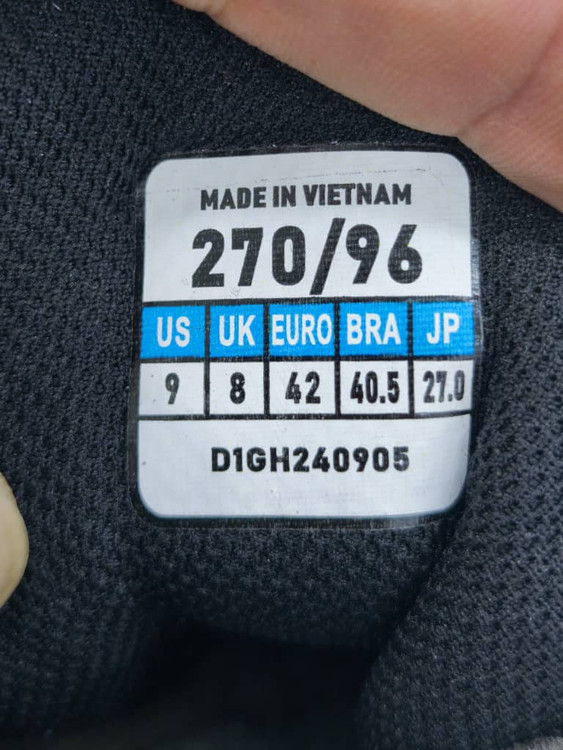 MADE IN VIETNAM
270/96
US UK EURO BRA JP
9 8 42 40.5 27.0
D1GH240905